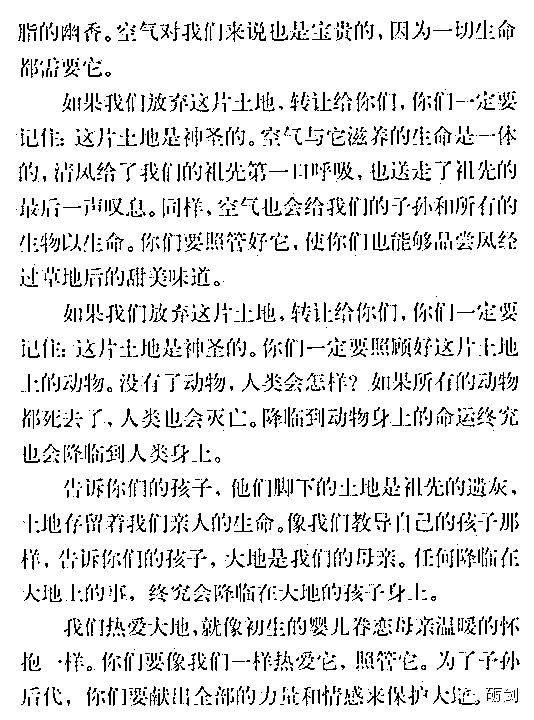 脂的幽香。空气对我们来说也是宝贵的，因为一切生命
都需要它。
如果我们放弃这片土地，转让给你们，你们一定要
记住：这片土地是神圣的。空气与它滋养的生命是一体
的，清风给了我们的祖先第一口呼吸，也送走了祖先的
最后一声叹息。同样，空气也会给我们的子孙和所有的
生物以生命。你们要照管好它，使你们也能够品尝风经
过草地后的甜美味道。
如果我们放弃这片土地，转让给你们，你们一定要
记住：这片土地是神圣的。你们一定要照顾好这片土地
上的动物。没有了动物，人类会怎样？如果所有的动物
都死去了，人类也会灭亡。降临到动物身上的命运终究
也会降临到人类身上。
告诉你们的孩子，他们脚下的土地是祖先的遗灰，
土地存留着我们亲人的生命。像我们教导自己的孩子那
样，告诉你们的孩子，大地是我们的母亲。任何降临在
大地上的事，终究会降临在大地的孩子身上。
我们热爱大地，就像初生的婴儿眷恋母亲温暖的怀
抱一样。你们要像我们一样热爱它，照管它。为了子孙
后代，你们要献出全部的力量和情感来保护大地。砺剑